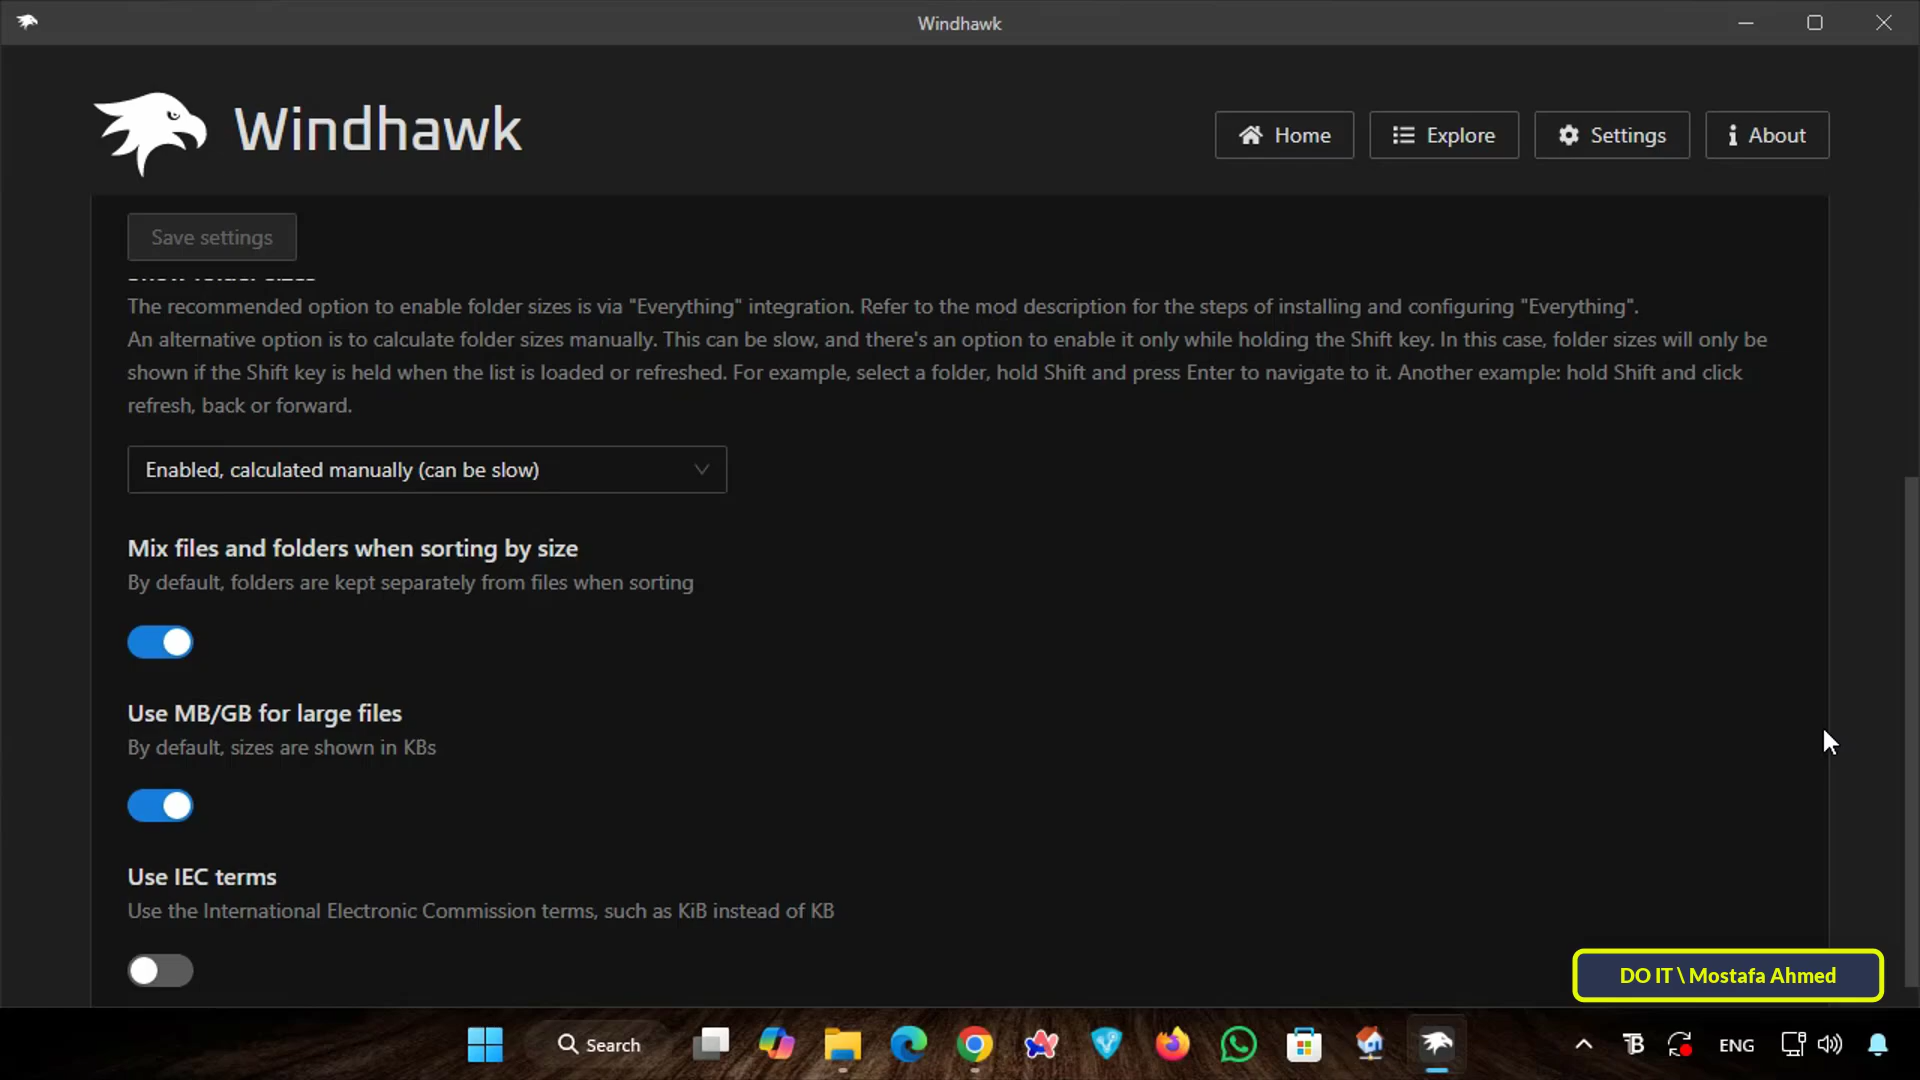 Windhawk
Windhawk
Home
Explore
Settings
About
Save settings
The recommended option to enable folder sizes is via "Everything" integration. Refer to the mod description for the steps of installing and configuring "Everything".
An alternative option is to calculate folder sizes manually. This can be slow, and there's an option to enable it only while holding the Shift key. In this case, folder sizes will only be
shown if the Shift key is held when the list is loaded or refreshed. For example, select a folder, hold Shift and press Enter to navigate to it. Another example: hold Shift and click
refresh, back or forward.
Enabled, calculated manually (can be slow)
Mix files and folders when sorting by size
By default, folders are kept separately from files when sorting
Use MB/GB for large files
By default, sizes are shown in KBs
Use IEC terms
Use the International Electronic Commission terms, such as KiB instead of KB
DO IT \ Mostafa Ahmed
Search
ENG